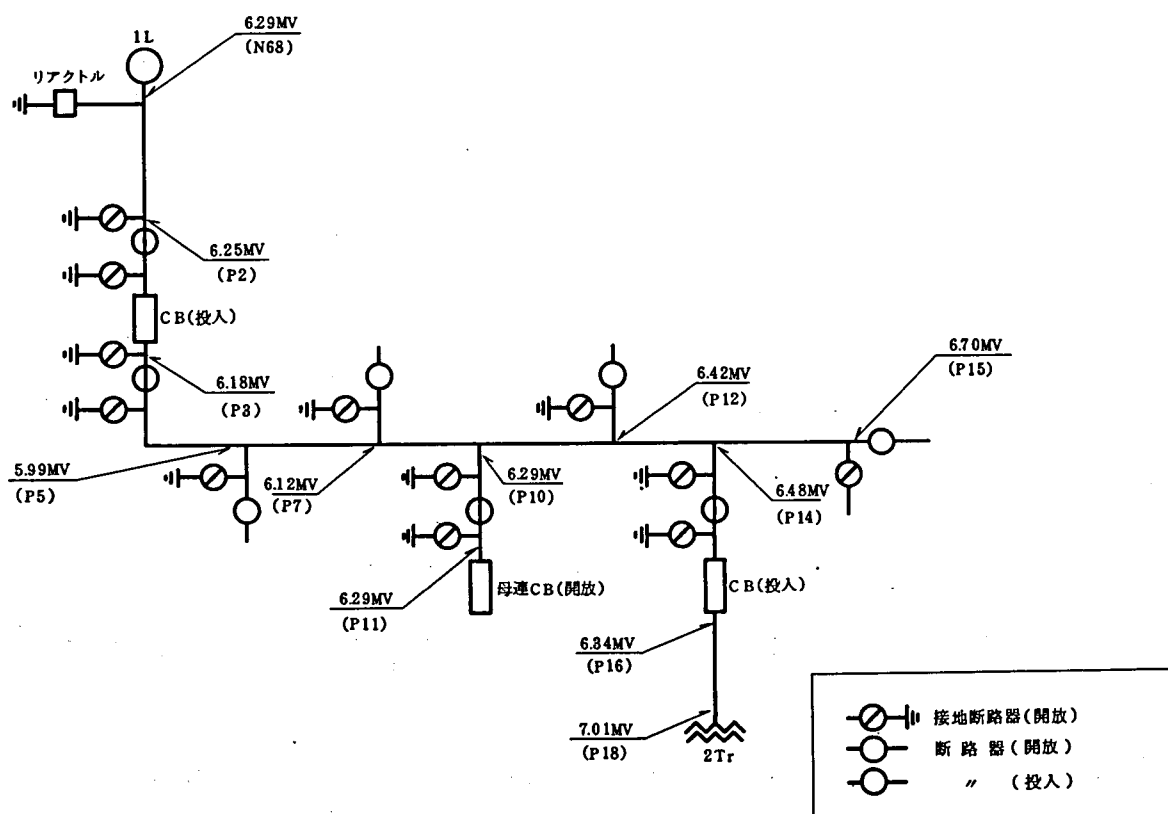 6.29MV
(N68)
1L
リアクトル
6.25MV
(P2)
CB(投入)
6.18MV
(P3)
6.42MV
(P12)
6.70MV
(P15)
5.99MV
(P5)
6.12MV
(P7)
6.29MV
(P10)
6.48MV
(P14)
6.29MV
(P11)
母連CB(開放)
CB(投入)
6.34MV
(P16)
7.01MV
(P18)
2Tr
接地断路器(開放)
断路器(開放)
〃 (投入)